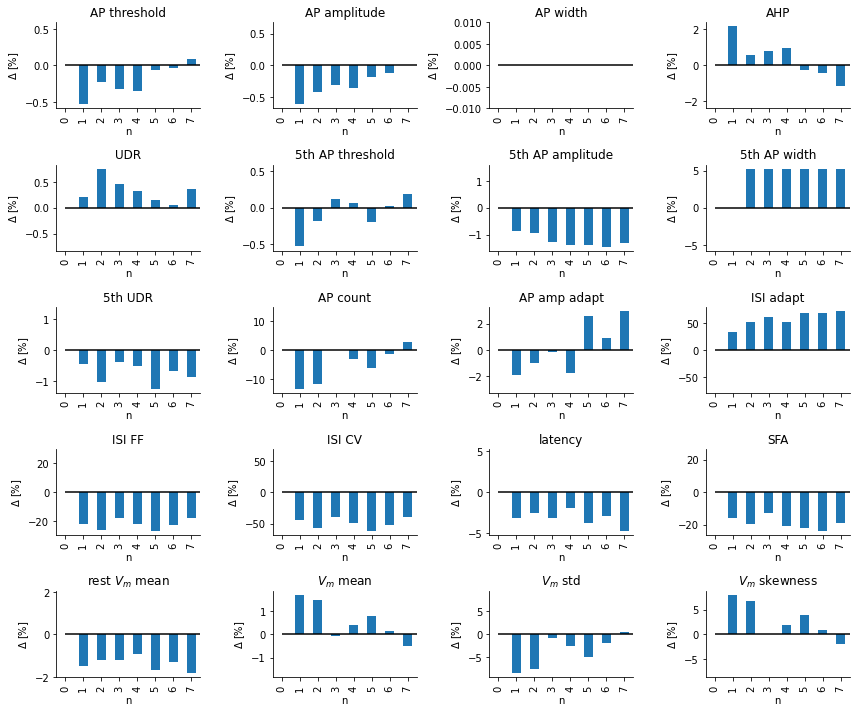 AP threshold
0.5
0.0
−0.5
Δ [%]
0 1 2 3 4 5 6 7
n
AP amplitude
0.5
0.0
−0.5
Δ [%]
0 1 2 3 4 5 6 7
n
AP width
0.010
0.005
0.000
−0.005
−0.010
Δ [%]
0 1 2 3 4 5 6 7
n
AHP
2
0
−2
Δ [%]
0 1 2 3 4 5 6 7
n
UDR
0.5
0.0
−0.5
Δ [%]
0 1 2 3 4 5 6 7
n
5th AP threshold
0.5
0.0
−0.5
Δ [%]
0 1 2 3 4 5 6 7
n
5th AP amplitude
1
0
−1
Δ [%]
0 1 2 3 4 5 6 7
n
5th AP width
5
0
−5
Δ [%]
0 1 2 3 4 5 6 7
n
5th UDR
1
0
−1
Δ [%]
0 1 2 3 4 5 6 7
n
AP count
10
0
−10
Δ [%]
0 1 2 3 4 5 6 7
n
AP amp adapt
2
0
−2
Δ [%]
0 1 2 3 4 5 6 7
n
ISI adapt
50
0
−50
Δ [%]
0 1 2 3 4 5 6 7
n
ISI FF
20
0
−20
Δ [%]
0 1 2 3 4 5 6 7
n
ISI CV
50
0
−50
Δ [%]
0 1 2 3 4 5 6 7
n
latency
5
0
−5
Δ [%]
0 1 2 3 4 5 6 7
n
SFA
20
0
−20
Δ [%]
0 1 2 3 4 5 6 7
n
rest Vm mean
2
0
−2
Δ [%]
0 1 2 3 4 5 6 7
n
Vm mean
1
0
−1
Δ [%]
0 1 2 3 4 5 6 7
n
Vm std
5
0
−5
Δ [%]
0 1 2 3 4 5 6 7
n
Vm skewness
5
0
−5
Δ [%]
0 1 2 3 4 5 6 7
n